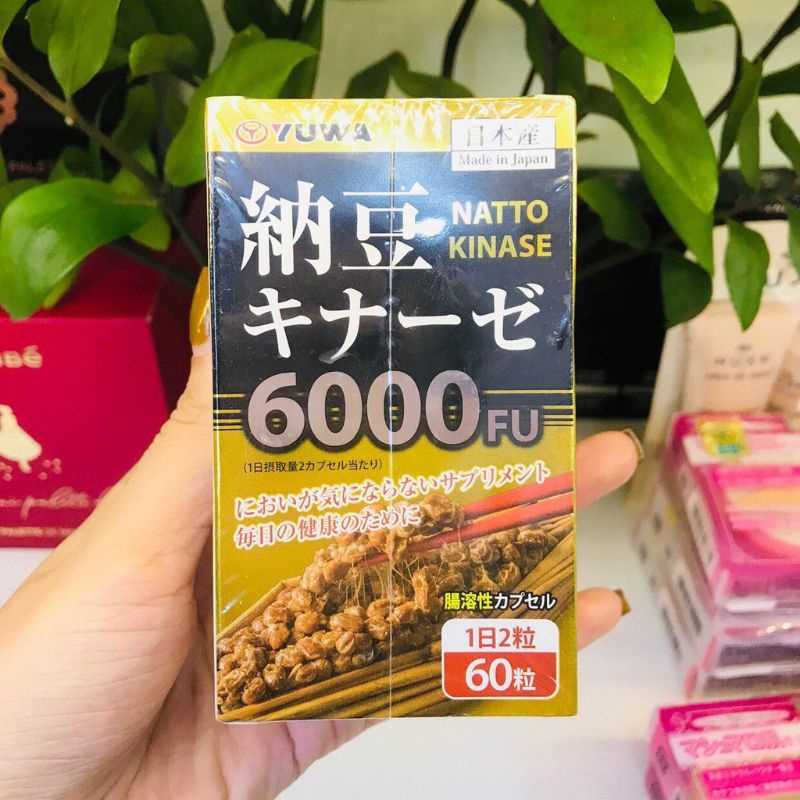 YUWA
日本産
Made in Japan
納豆
NATTO
KINASE
キナーゼ
6000FU
(1日摂取量2カプセル当たり)
においが気にならないサプリメント
毎日の健康のために
腸溶性カプセル
1日2粒
60粒